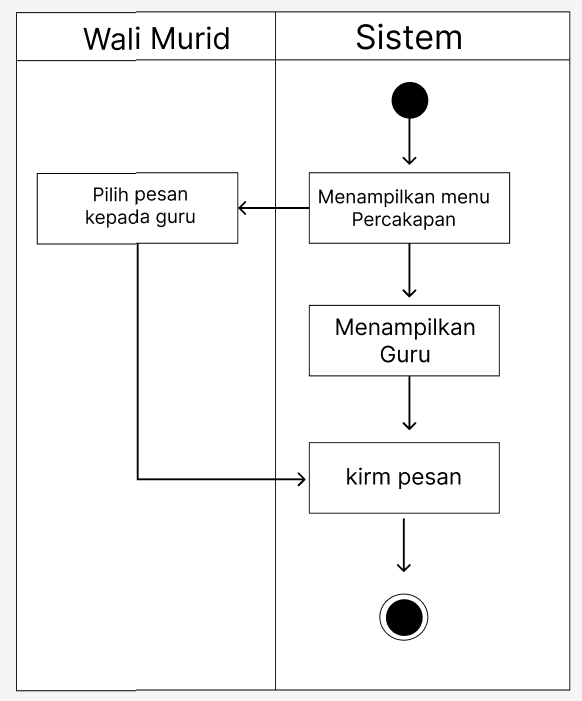 Wali Murid
Sistem
Pilih pesan
kepada guru
Menampilkan menu
Percakapan
Menampilkan
Guru
kirm pesan